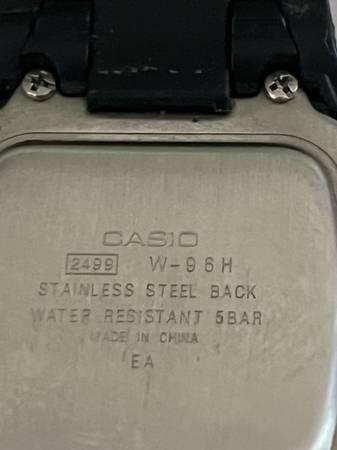 CASIO
2499 W-96H
STAINLESS STEEL BACK
WATER RESISTANT 5BAR
MADE IN CHINA
EA